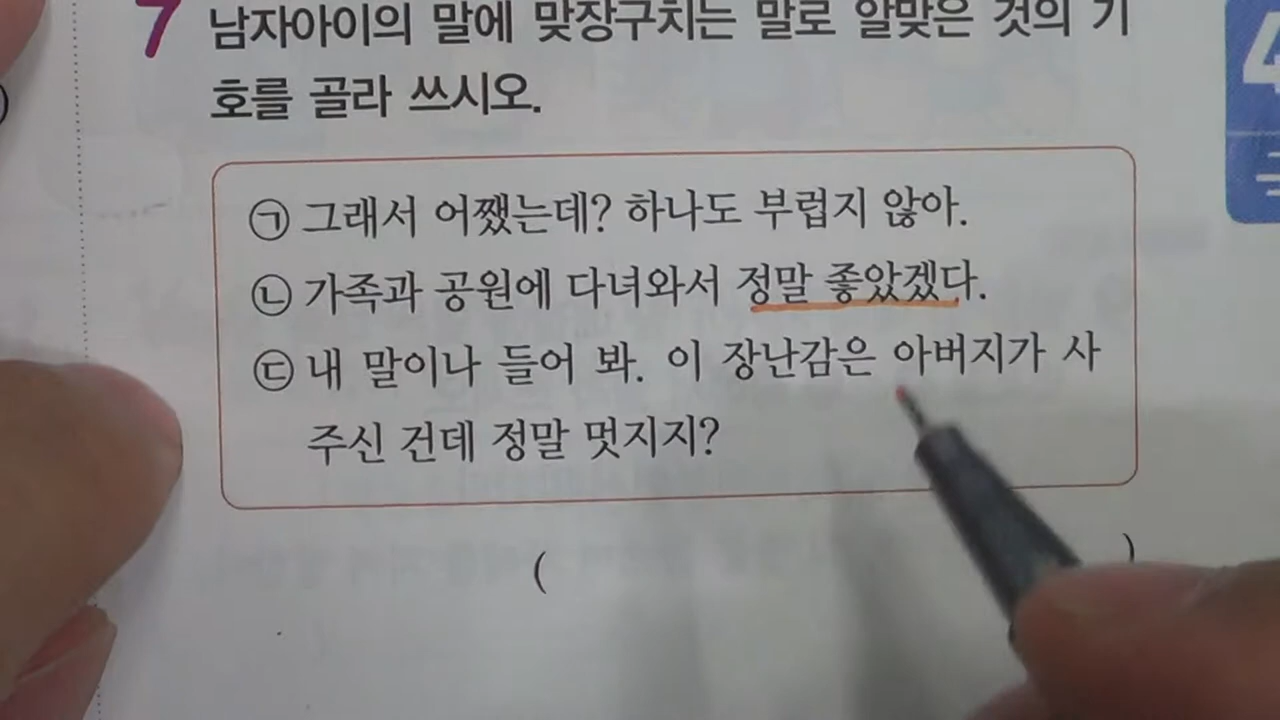 7 남자아이의 말에 맞장구치는 말로 알맞은 것의 기
호를 골라 쓰시오.
㉠ 그래서 어쨌는데? 하나도 부럽지 않아.
㉡ 가족과 공원에 다녀와서 정말 좋았겠다.
㉢ 내 말이나 들어 봐. 이 장난감은 아버지가 사
주신 건데 정말 멋지지?
( )